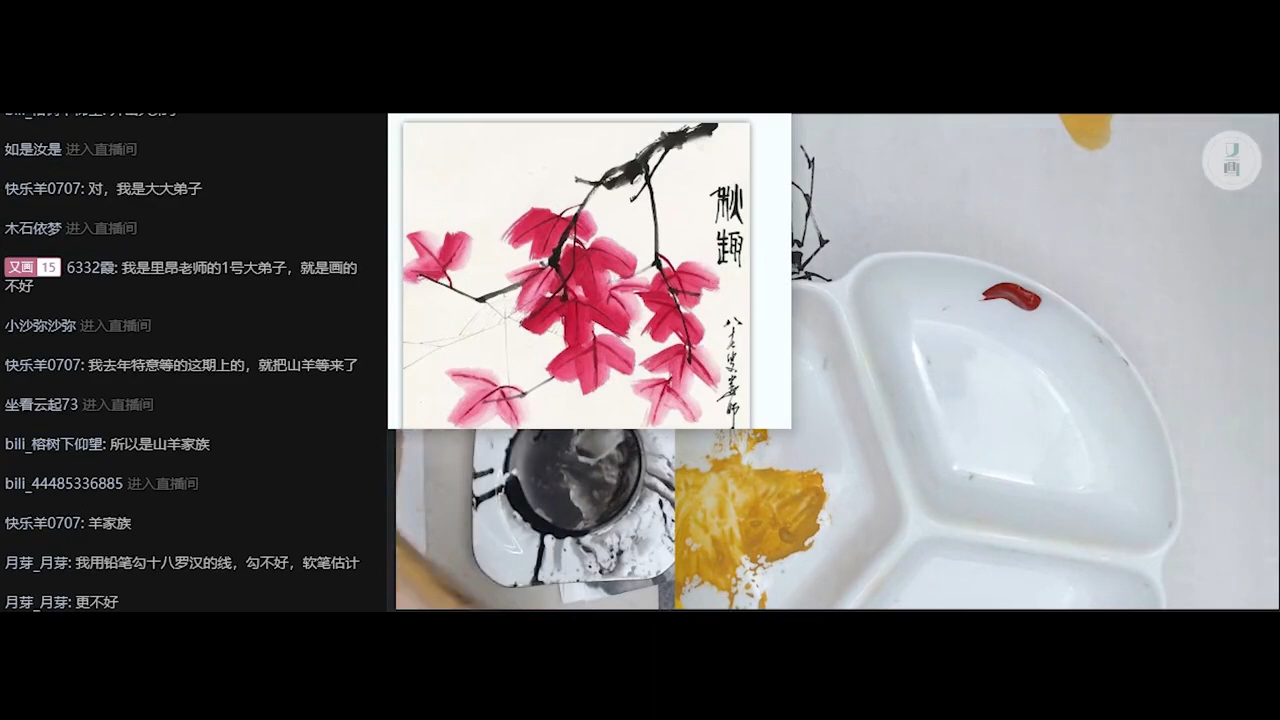 如是汝是 进入直播间
快乐羊0707: 对，我是大大弟子
木石依梦 进入直播间
又画 15 6332霞: 我是里昂老师的1号大弟子，就是画的
不好
小沙弥沙弥 进入直播间
快乐羊0707: 我去年特意等的这期上的，就把山羊等来了
坐看云起73 进入直播间
bili_榕树下仰望: 所以是山羊家族
bili_44485336885 进入直播间
快乐羊0707: 羊家族
月芽_月芽: 我用铅笔勾十八罗汉的线，勾不好，软笔估计
月芽_月芽: 更不好
秋趣
又画